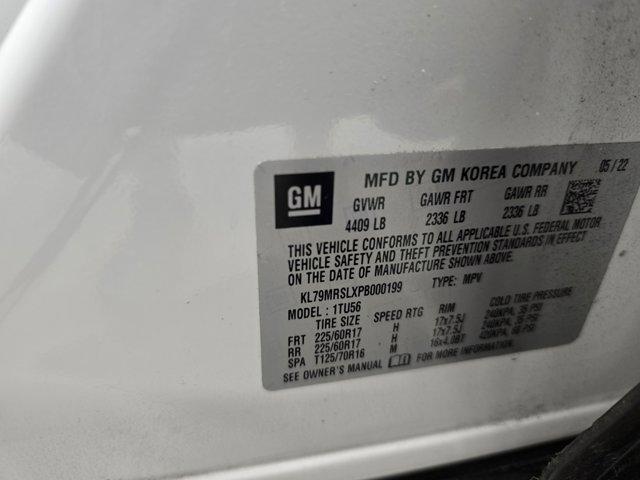 GM
MFD BY GM KOREA COMPANY 05/22
GVWR GAWR FRT GAWR RR
4409 LB 2336 LB 2336 LB
THIS VEHICLE CONFORMS TO ALL APPLICABLE U.S. FEDERAL MOTOR
VEHICLE SAFETY AND THEFT PREVENTION STANDARDS IN EFFECT
ON THE DATE OF MANUFACTURE SHOWN ABOVE.
KL79MRSLXPB000199 TYPE: MPV
MODEL: 1TU56
TIRE SIZE SPEED RTG RIM COLD TIRE PRESSURE
FRT 225/60R17 H 17x7.5J 240KPA, 35 PSI
RR 225/60R17 H 17x7.5J 240KPA, 35 PSI
SPA T125/70R16 M 16x4.0BT 420KPA, 60 PSI
SEE OWNER'S MANUAL FOR MORE INFORMATION.